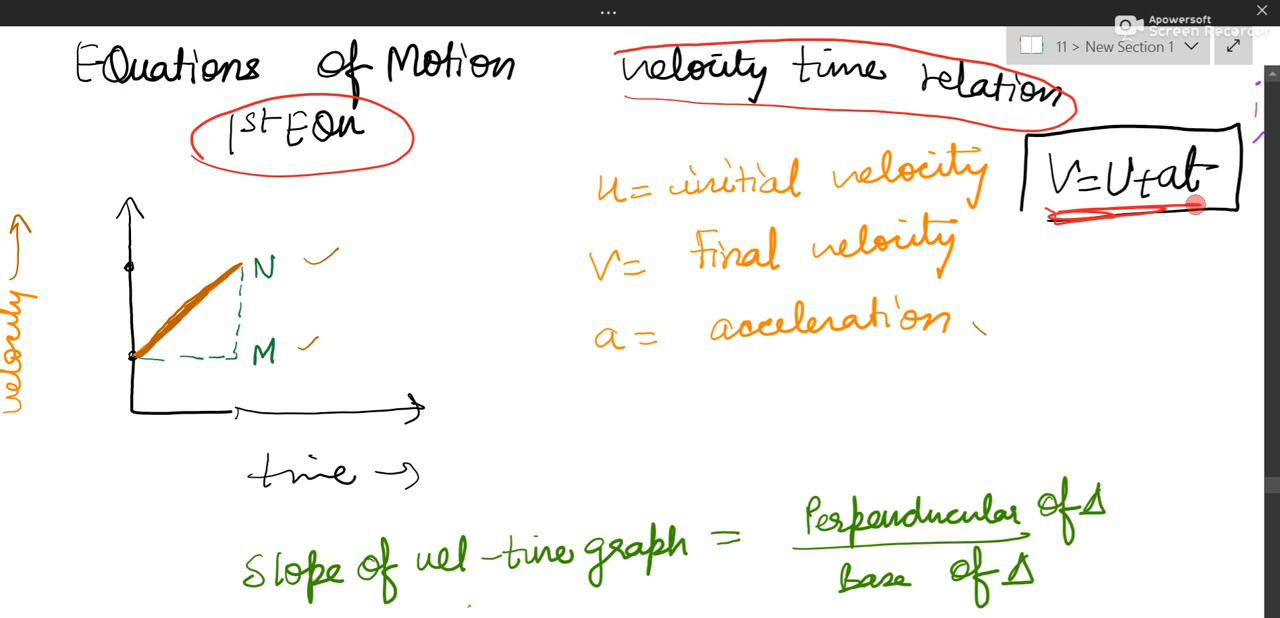 Apowersoft
Screen Recorder
11 > New Section 1
EQuations of Motion
velocity time relation
1st EQn
V=U+at
u= initial velocity
v= Final velocity
a= acceleration
velocity →
N
M
time →
Slope of vel-time graph = Perpenducular of Δ
Base of Δ